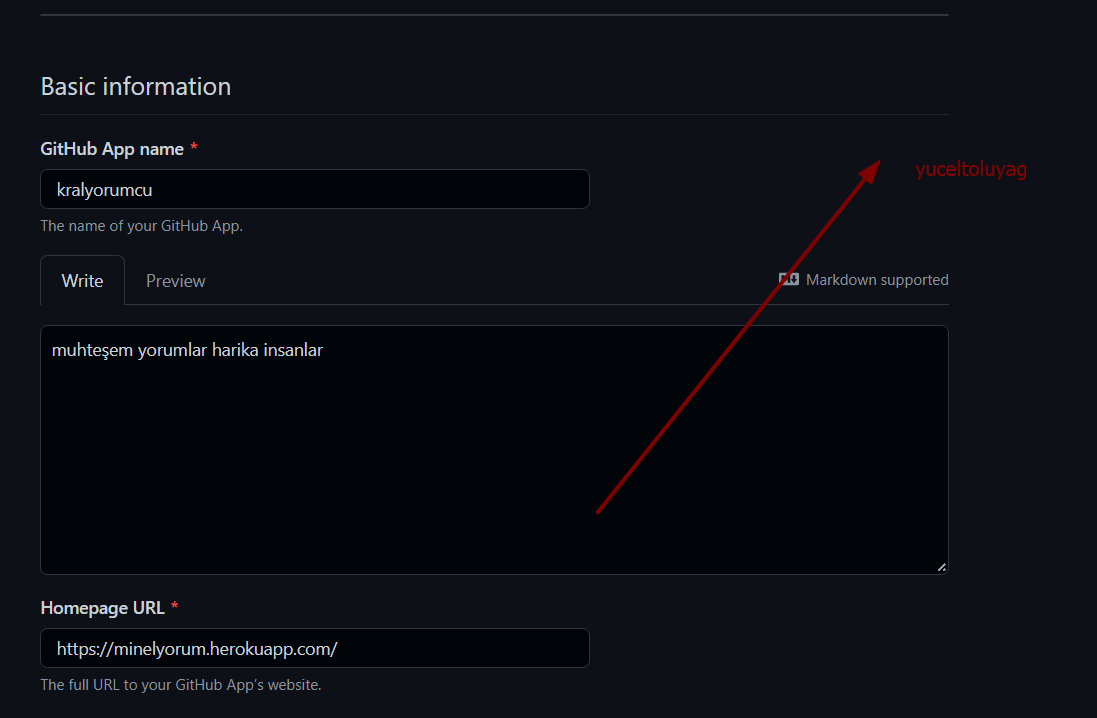 Basic information
GitHub App name *
kralyorumcu
yuceltoluyag
The name of your GitHub App.
Write Preview Markdown supported
muhteşem yorumlar harika insanlar
Homepage URL *
https://minelyorum.herokuapp.com/
The full URL to your GitHub App's website.